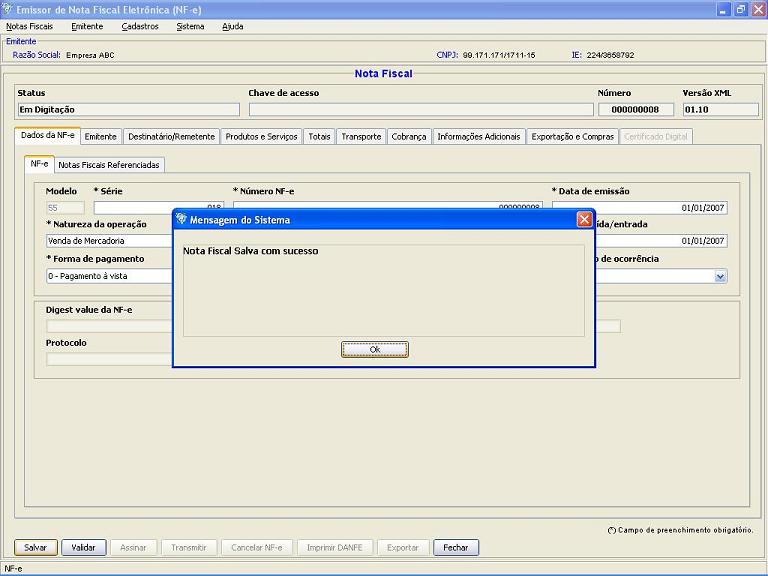 Emissor de Nota Fiscal Eletrônica (NF-e)
Notas Fiscais Emitente Cadastros Sistema Ajuda
Emitente
Razão Social: Empresa ABC CNPJ: 99.171.171/1711-15 IE: 224/3658792
Nota Fiscal
Status Chave de acesso Número Versão XML
Em Digitação 000000008 01.10
Dados da NF-e Emitente Destinatário/Remetente Produtos e Serviços Totais Transporte Cobrança Informações Adicionais Exportação e Compras Certificado Digital
NF-e Notas Fiscais Referenciadas
Modelo * Série * Número NF-e * Data de emissão
55 018 000000008 01/01/2007
Mensagem do Sistema
* Natureza da operação ída/entrada
Venda de Mercadoria 01/01/2007
Nota Fiscal Salva com sucesso
* Forma de pagamento o de ocorrência
0 - Pagamento à vista
Digest value da NF-e
Protocolo
Ok
(*) Campo de preenchimento obrigatório.
Salvar Validar Assinar Transmitir Cancelar NF-e Imprimir DANFE Exportar Fechar
NF-e